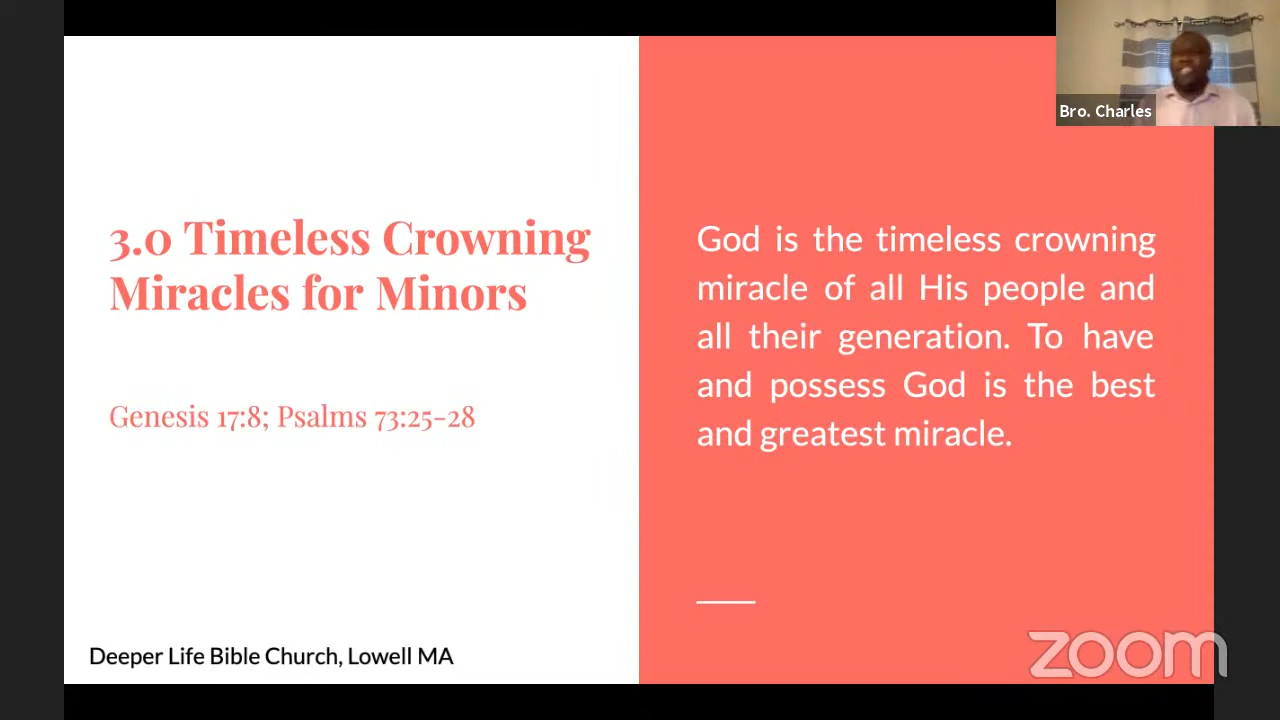 Bro. Charles
3.0 Timeless Crowning
Miracles for Minors
Genesis 17:8; Psalms 73:25-28
God is the timeless crowning
miracle of all His people and
all their generation. To have
and possess God is the best
and greatest miracle.
Deeper Life Bible Church, Lowell MA
zoom